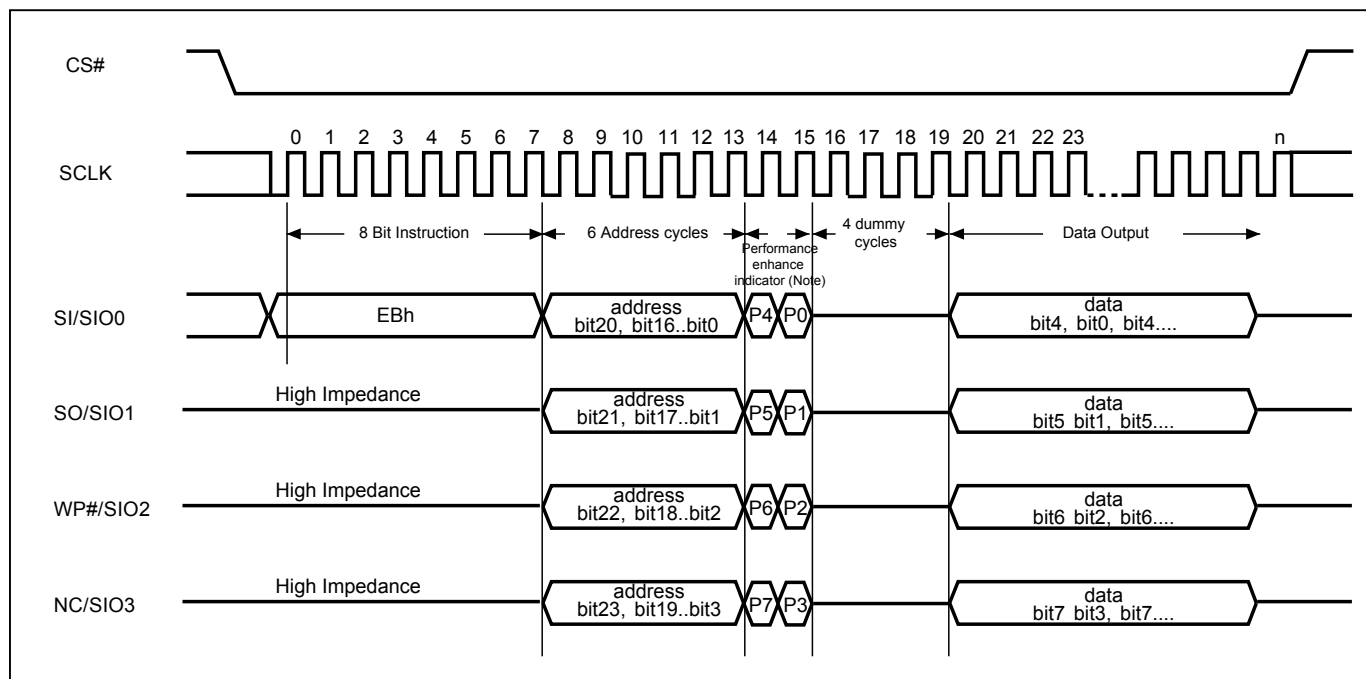 CS#
0 1 2 3 4 5 6 7 8 9 10 11 12 13 14 15 16 17 18 19 20 21 22 23 n
SCLK
8 Bit Instruction
6 Address cycles
Performance
enhance
indicator (Note)
4 dummy
cycles
Data Output
SI/SIO0
EBh
address
bit20, bit16..bit0
P4
P0
data
bit4, bit0, bit4....
SO/SIO1
High Impedance
address
bit21, bit17..bit1
P5
P1
data
bit5 bit1, bit5....
WP#/SIO2
High Impedance
address
bit22, bit18..bit2
P6
P2
data
bit6 bit2, bit6....
NC/SIO3
High Impedance
address
bit23, bit19..bit3
P7
P3
data
bit7 bit3, bit7....